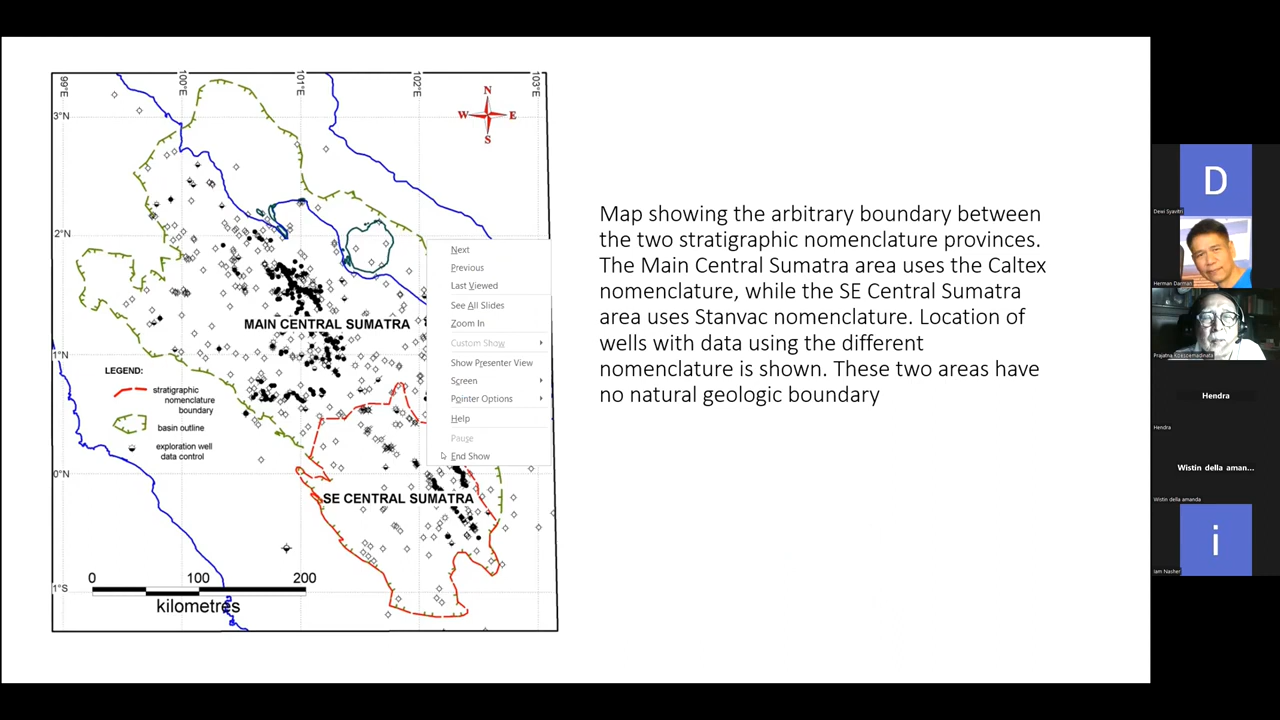 99°E
100°E
101°E
102°E
103°E
3°N
2°N
1°N
0°N
1°S
N
W E
S
MAIN CENTRAL SUMATRA
SE CENTRAL SUMATRA
LEGEND:
stratigraphic
nomenclature
boundary
basin outline
exploration well
data control
0 100 200
kilometres
Next
Previous
Last Viewed
See All Slides
Zoom In
Custom Show
Show Presenter View
Screen
Pointer Options
Help
Pause
End Show
Map showing the arbitrary boundary between
the two stratigraphic nomenclature provinces.
The Main Central Sumatra area uses the Caltex
nomenclature, while the SE Central Sumatra
area uses Stanvac nomenclature. Location of
wells with data using the different
nomenclature is shown. These two areas have
no natural geologic boundary
D
Dewi Syavitri
Herman Darman
Prajatna Koesoemadinata
Hendra
Hendra
Wistin della aman...
Wistin della amanda
i
Iam Nasher